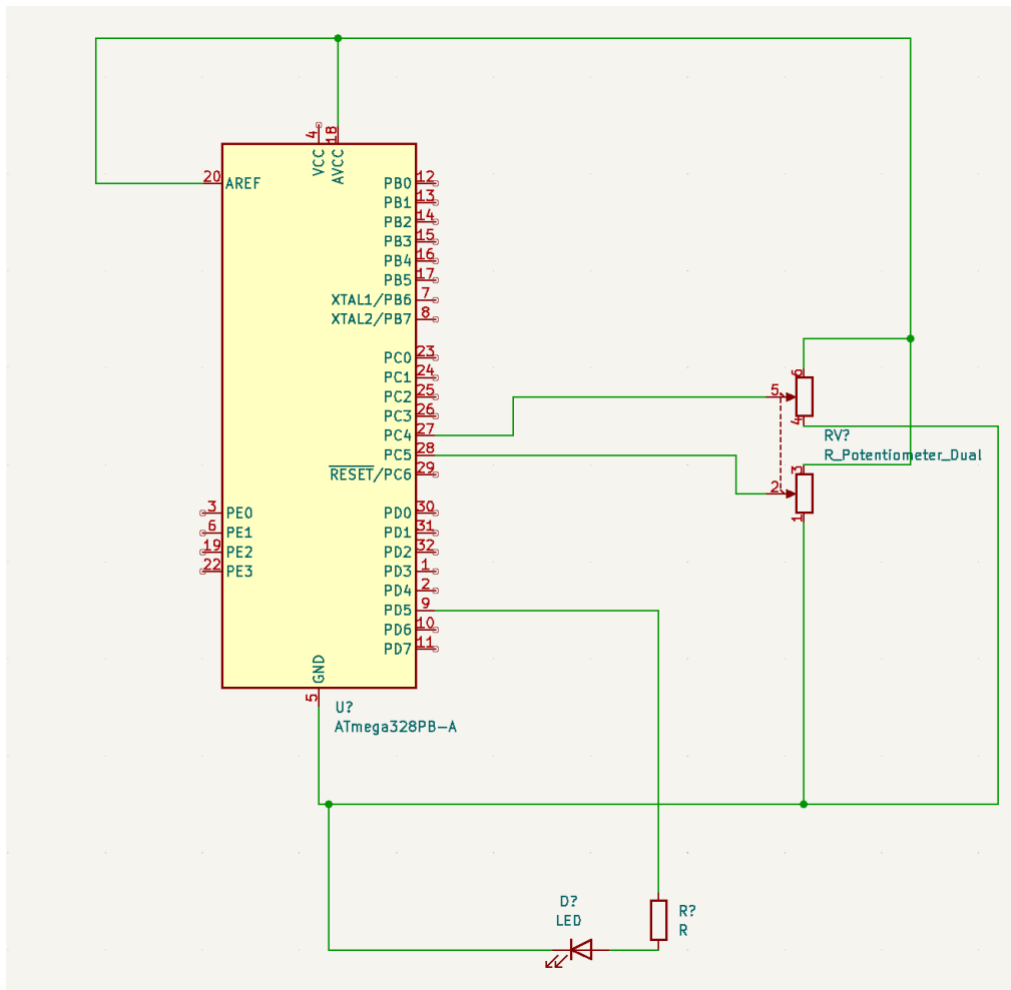 4
18
VCC
AVCC
20
AREF
PB0
12
PB1
13
PB2
14
PB3
15
PB4
16
PB5
17
XTAL1/PB6
7
XTAL2/PB7
8
PC0
23
PC1
24
PC2
25
PC3
26
PC4
27
PC5
28
RESET/PC6
29
3
PE0
6
PE1
19
PE2
22
PE3
PD0
30
PD1
31
PD2
32
PD3
1
PD4
2
PD5
9
PD6
10
PD7
11
GND
5
U?
ATmega328PB-A
6
5
4
RV?
R_Potentiometer_Dual
3
2
1
D?
LED
R?
R